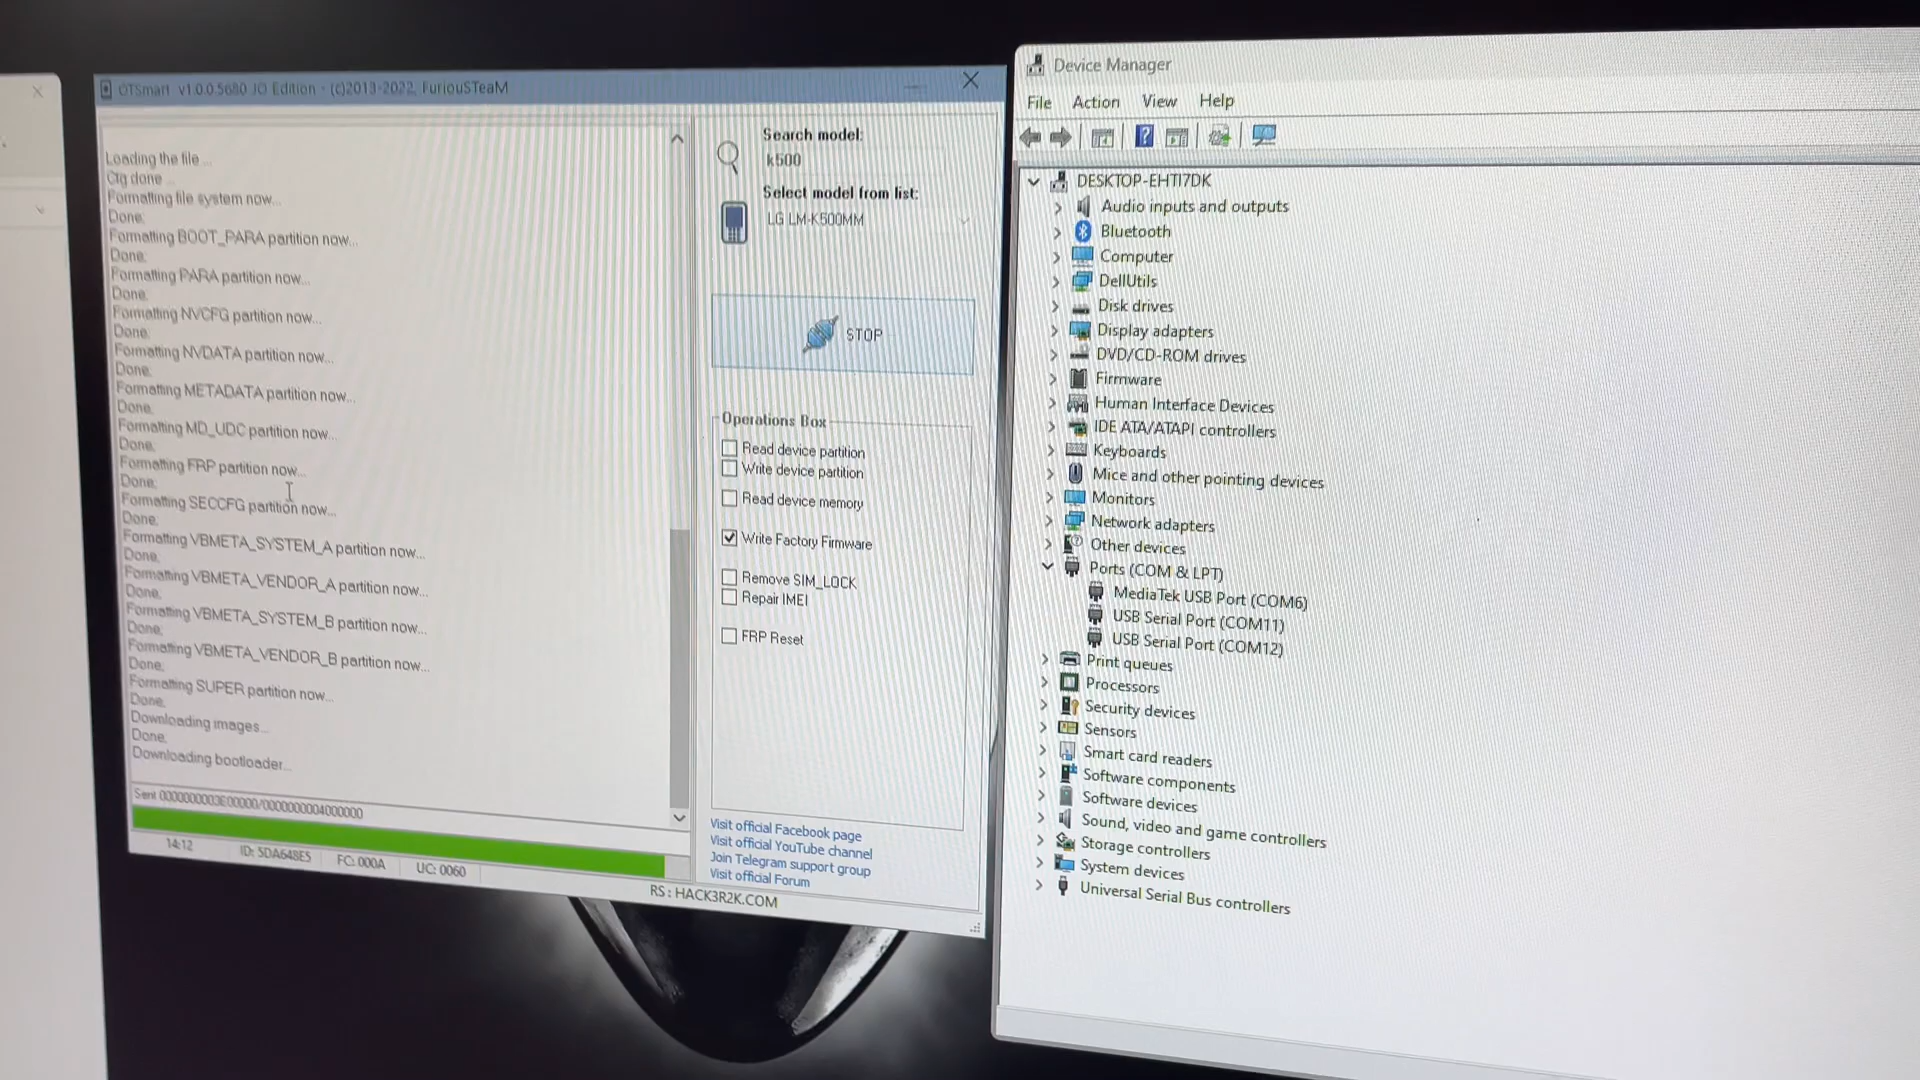 OTSmart v1.0.0.5680 JO Edition - (c)2013-2022, FuriouSTeaM
Loading the file ...
Cfg done ...
Formatting file system now...
Done.
Formatting BOOT_PARA partition now...
Done.
Formatting PARA partition now...
Done.
Formatting NVCFG partition now...
Done.
Formatting NVDATA partition now...
Done.
Formatting METADATA partition now...
Done.
Formatting MD_UDC partition now...
Done.
Formatting FRP partition now...
Done.
Formatting SECCFG partition now...
Done.
Formatting VBMETA_SYSTEM_A partition now...
Done.
Formatting VBMETA_VENDOR_A partition now...
Done.
Formatting VBMETA_SYSTEM_B partition now...
Done.
Formatting VBMETA_VENDOR_B partition now...
Done.
Formatting SUPER partition now...
Done.
Downloading images...
Done.
Downloading bootloader...
Sent 0000000003E00000/0000000004000000
14:12
ID: 5DA648E5
FC: 000A
UC: 0060
RS : HACK3R2K.COM
Search model:
k500
Select model from list:
LG LM-K500MM
STOP
Operations Box
Read device partition
Write device partition
Read device memory
Write Factory Firmware
Remove SIM_LOCK
Repair IMEI
FRP Reset
Visit official Facebook page
Visit official YouTube channel
Join Telegram support group
Visit official Forum
Device Manager
File Action View Help
DESKTOP-EHTI7DK
Audio inputs and outputs
Bluetooth
Computer
DellUtils
Disk drives
Display adapters
DVD/CD-ROM drives
Firmware
Human Interface Devices
IDE ATA/ATAPI controllers
Keyboards
Mice and other pointing devices
Monitors
Network adapters
Other devices
Ports (COM & LPT)
MediaTek USB Port (COM6)
USB Serial Port (COM11)
USB Serial Port (COM12)
Print queues
Processors
Security devices
Sensors
Smart card readers
Software components
Software devices
Sound, video and game controllers
Storage controllers
System devices
Universal Serial Bus controllers